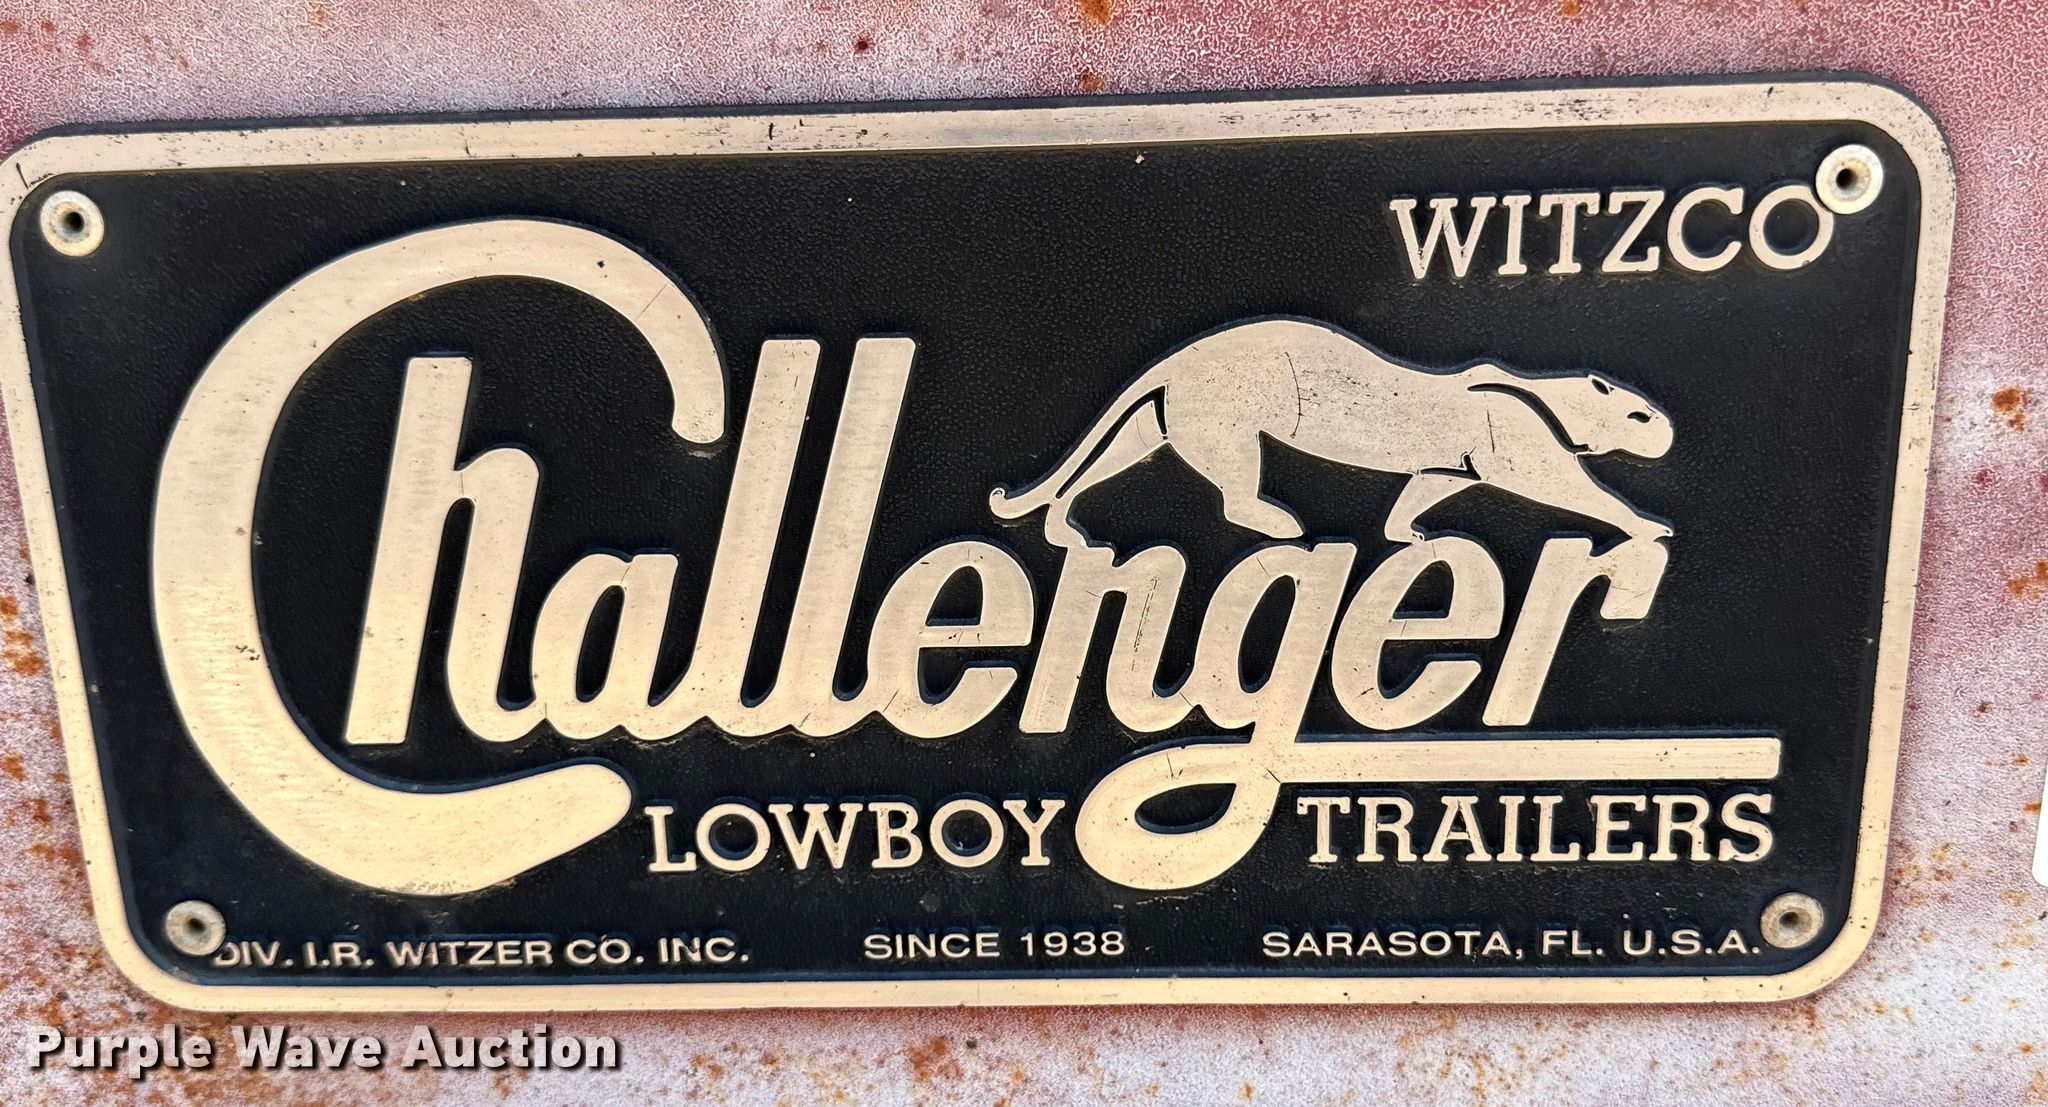 WITZCO
Challenger
LOWBOY TRAILERS
DIV. I.R. WITZER CO. INC. SINCE 1938 SARASOTA, FL. U.S.A.
Purple Wave Auction